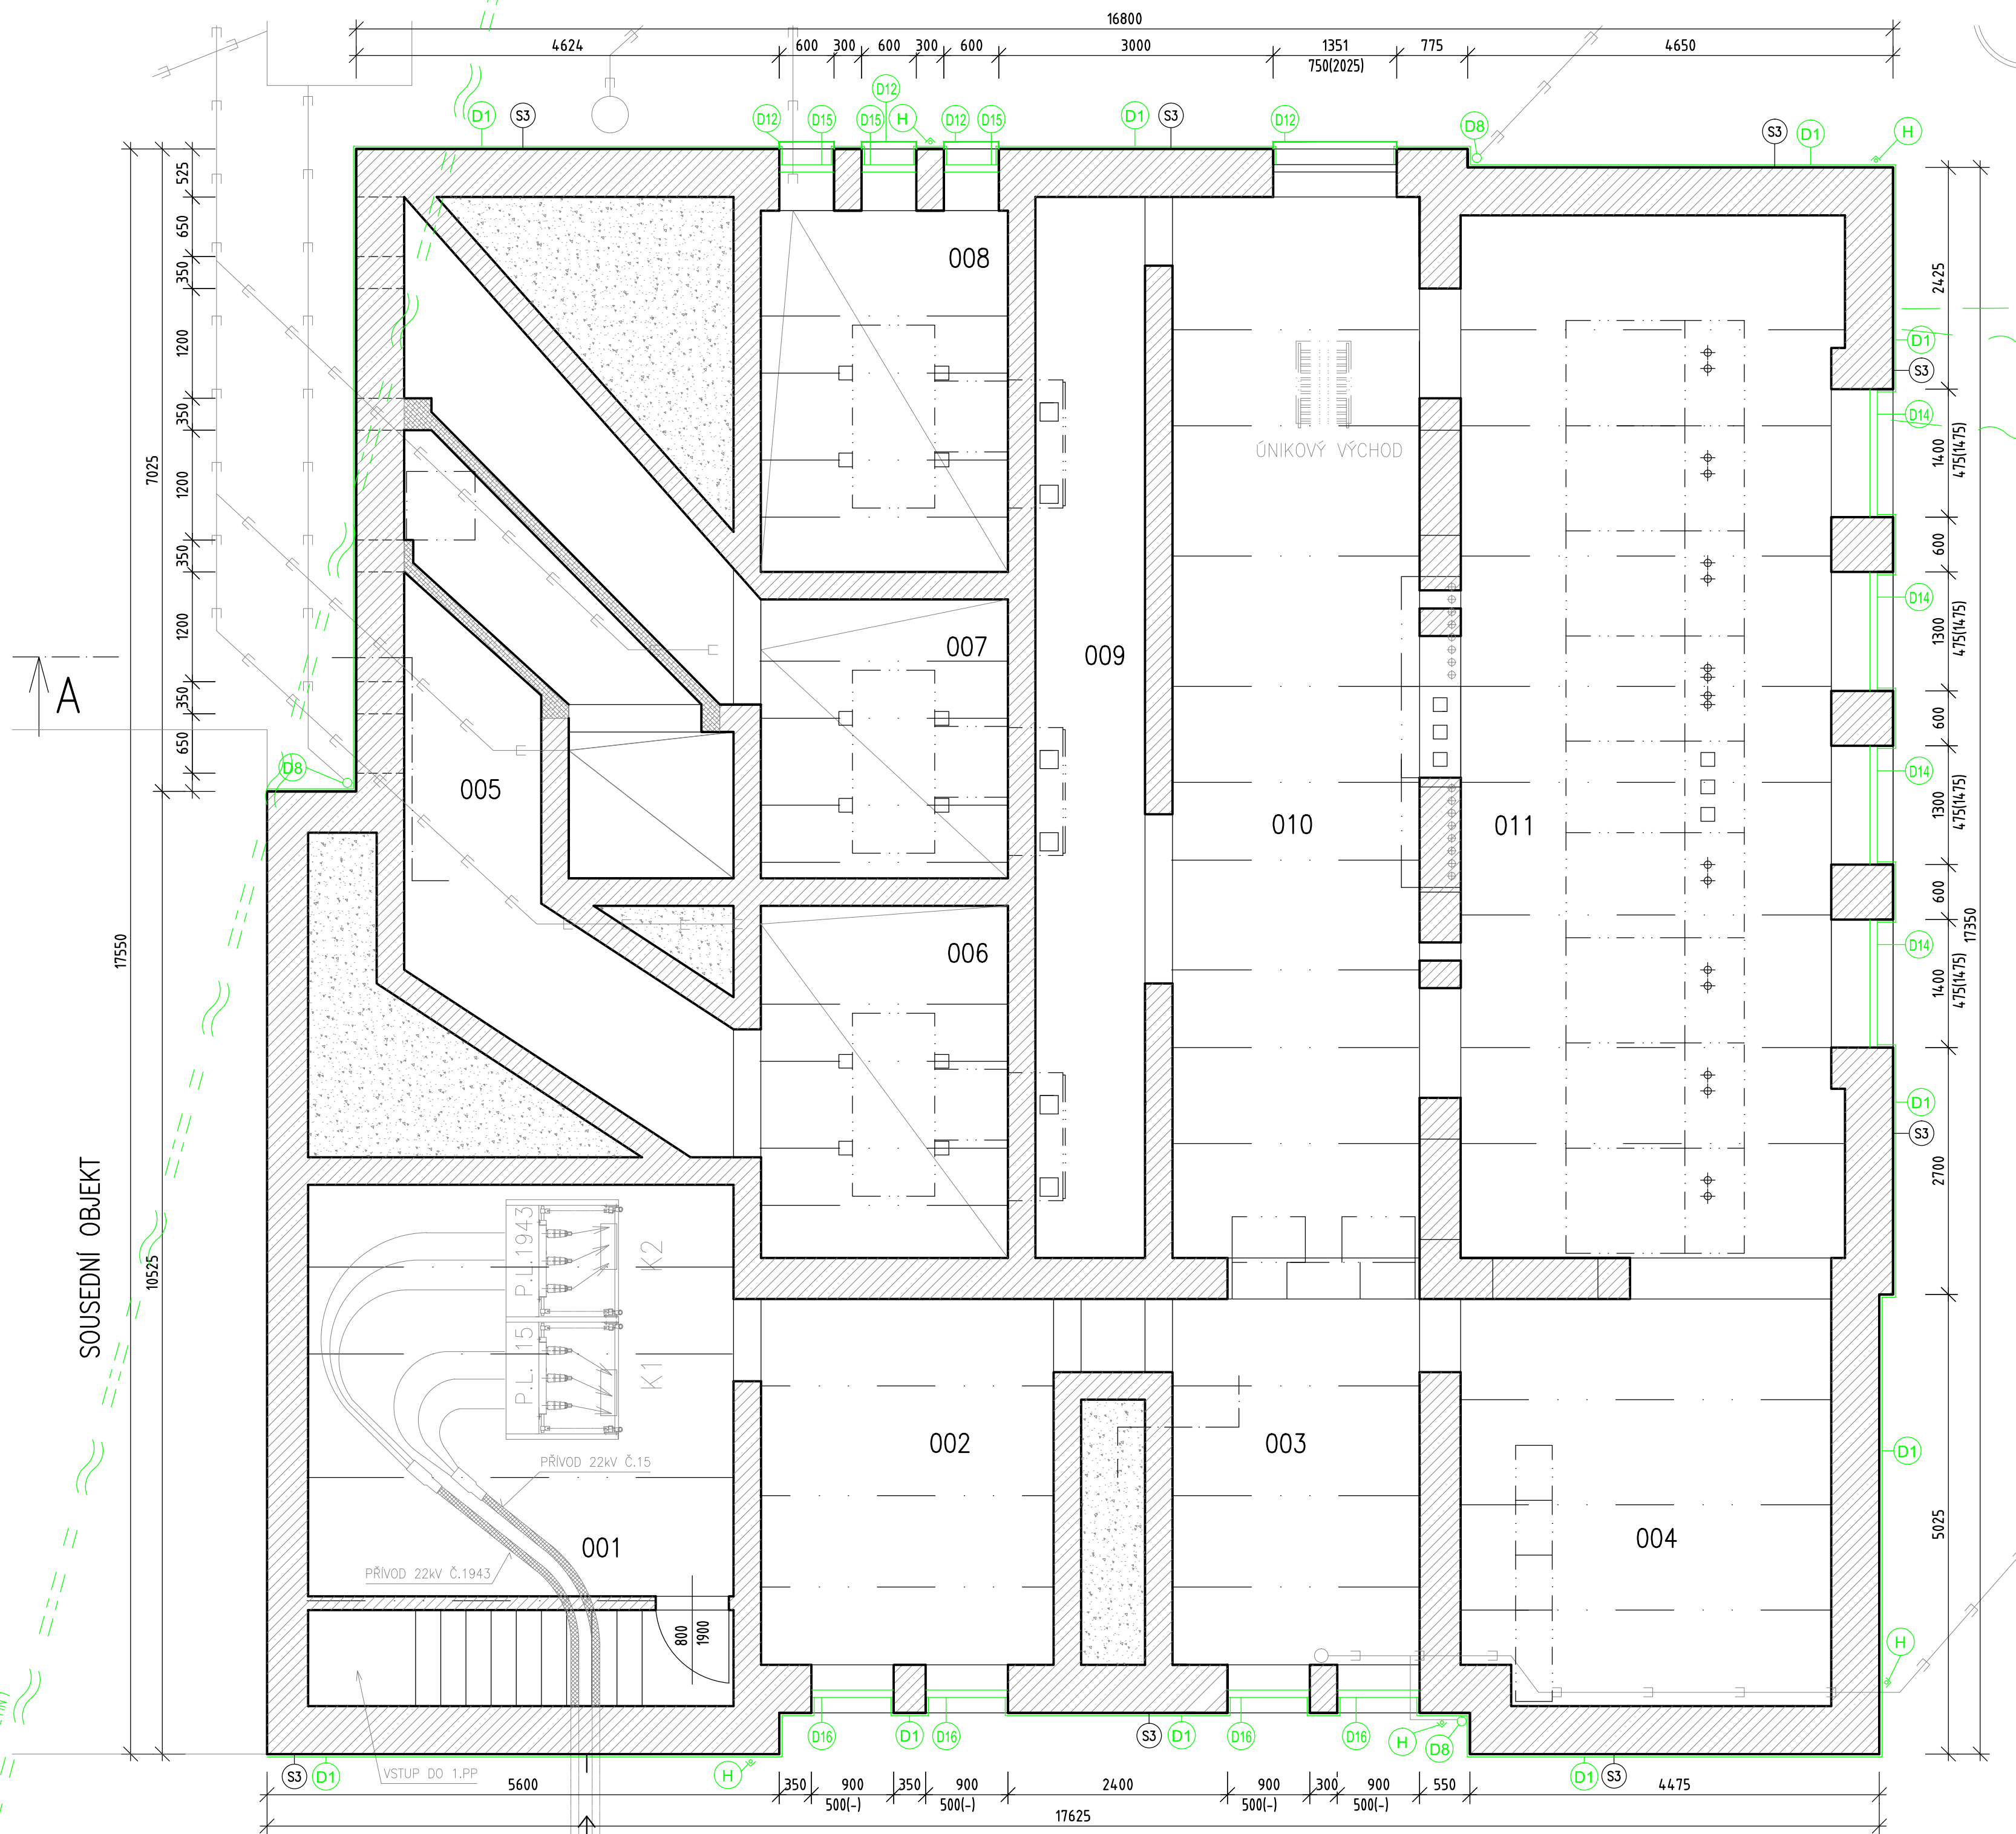 16800
4624 600 300 600 300 600 3000 1351 775 4650
750(2025)
D12
D1 S3 D12 D15 D15 H D12 D15 D1 S3 D12 D8 S3 D1 H
525
650
350
1200
350
1200
350
1200
350
650
7025
10525
17550
008
ÚNIKOVÝ VÝCHOD
007
009
005
010
011
006
A
D8
SOUSEDNÍ OBJEKT
2425
D1
S3
D14
1400
475(1475)
600
D14
1300
475(1475)
600
D14
1300
475(1475)
600
D14
1400
475(1475)
17350
D1
S3
2700
5025
P.L.1943
K2
P.L. 15
K1
PŘÍVOD 22kV Č.15
002
003
004
001
PŘÍVOD 22kV Č.1943
800
1900
D1
H
VSTUP DO 1.PP
S3 D1 H D16 D1 D16 S3 D1 D16 D16 H D8 D1 S3
5600 350 900 350 900 2400 900 300 900 550 4475
500(-) 500(-) 500(-) 500(-)
17625